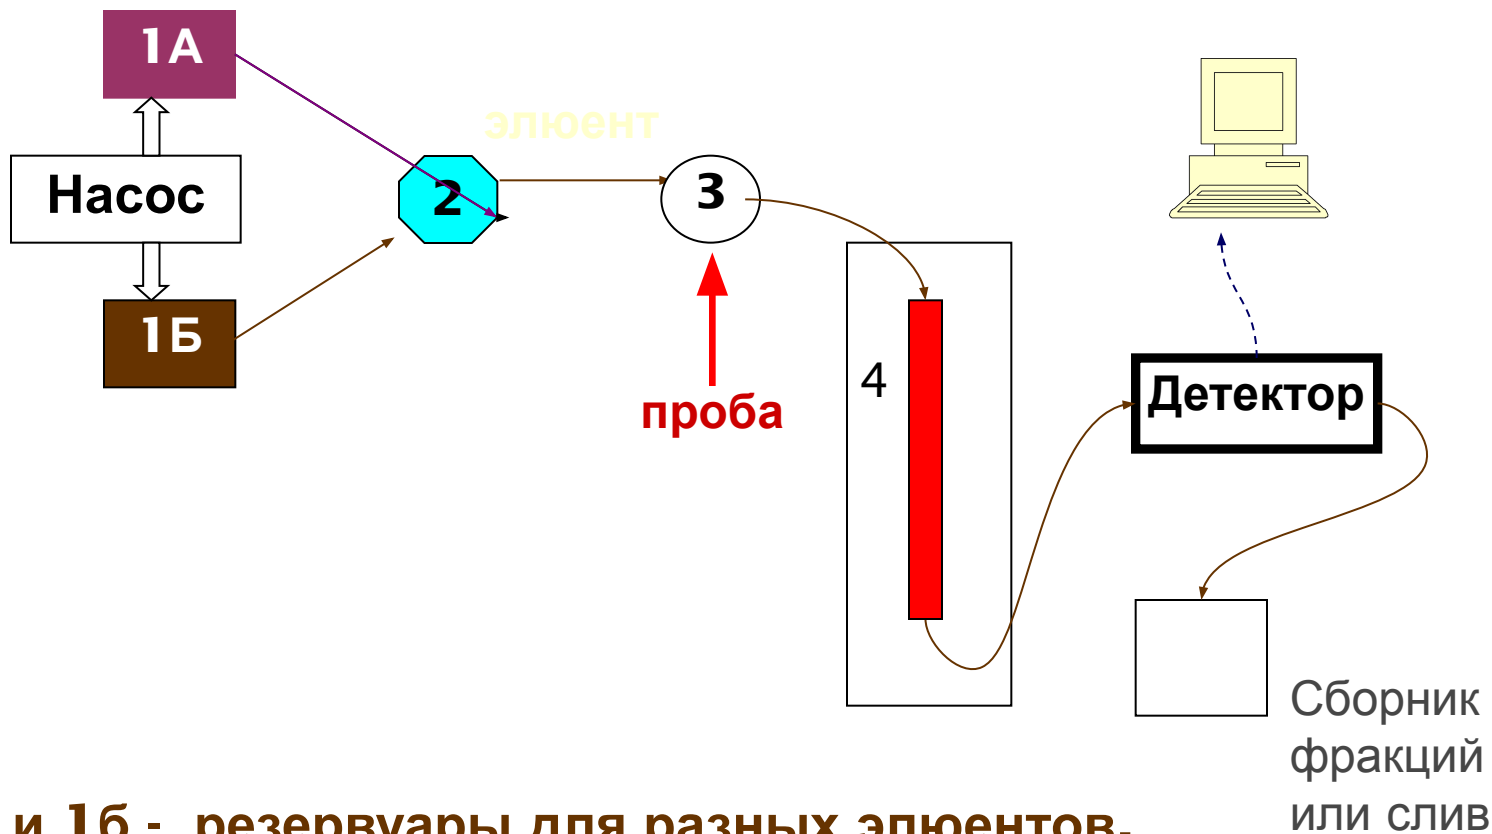 1А
элюент
Насос
2
3
1Б
проба
4
Детектор
Сборник
фракций
или слив
и 1б - резервуары для разных элюентов.